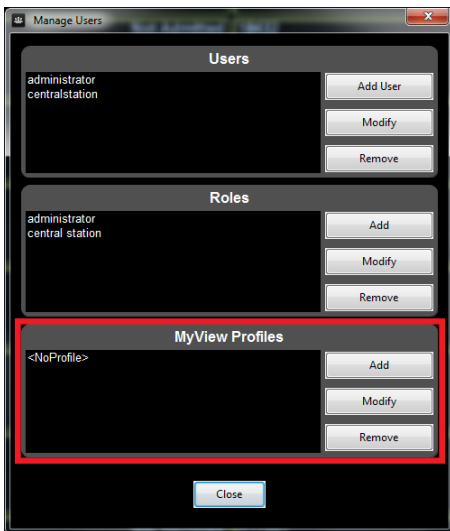 Manage Users
Users
administrator
centralstation
Add User
Modify
Remove
Roles
administrator
central station
Add
Modify
Remove
MyView Profiles
<NoProfile>
Add
Modify
Remove
Close